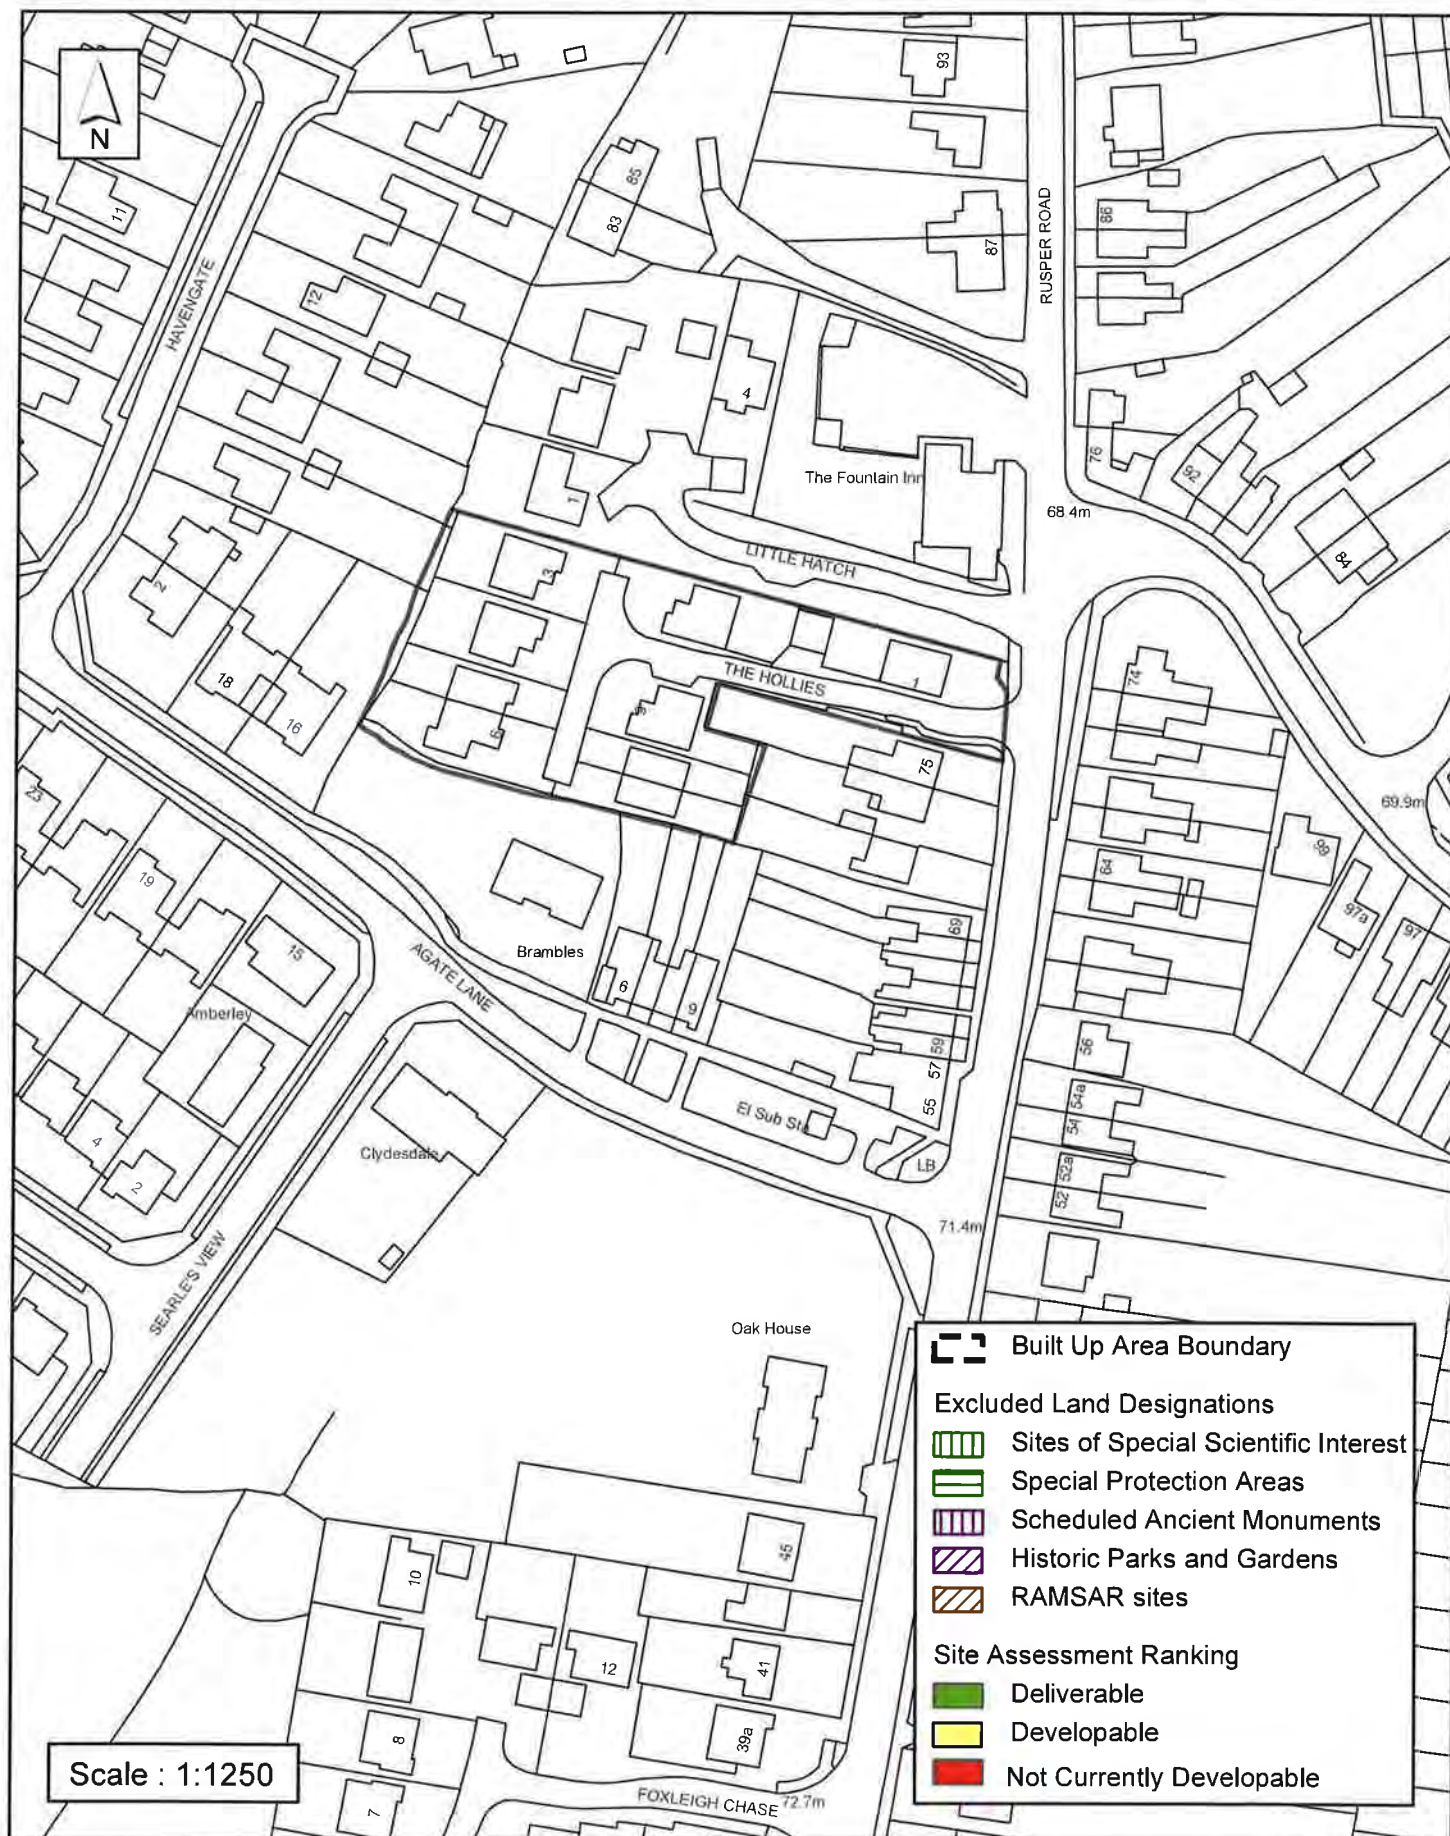 N
93
85
83
11
HAVENGATE
87
RUSPER ROAD
86
12
4
76
92
The Fountain Inn
1
68.4m
LITTLE HATCH
84
3
2
THE HOLLIES
1
74
18
16
6
75
69.9m
23
64
99
97a
97
19
69
15
Brambles
AGATE LANE
6
9
Amberley
59
57
55
56
54a
54
52a
52
El Sub Sta
LB
4
2
Clydesdale
71.4m
SEARLE'S VIEW
Oak House
45
10
12
41
39a
8
7
FOXLEIGH CHASE
72.7m
Scale : 1:1250
Built Up Area Boundary
Excluded Land Designations
Sites of Special Scientific Interest
Special Protection Areas
Scheduled Ancient Monuments
Historic Parks and Gardens
RAMSAR sites
Site Assessment Ranking
Deliverable
Developable
Not Currently Developable